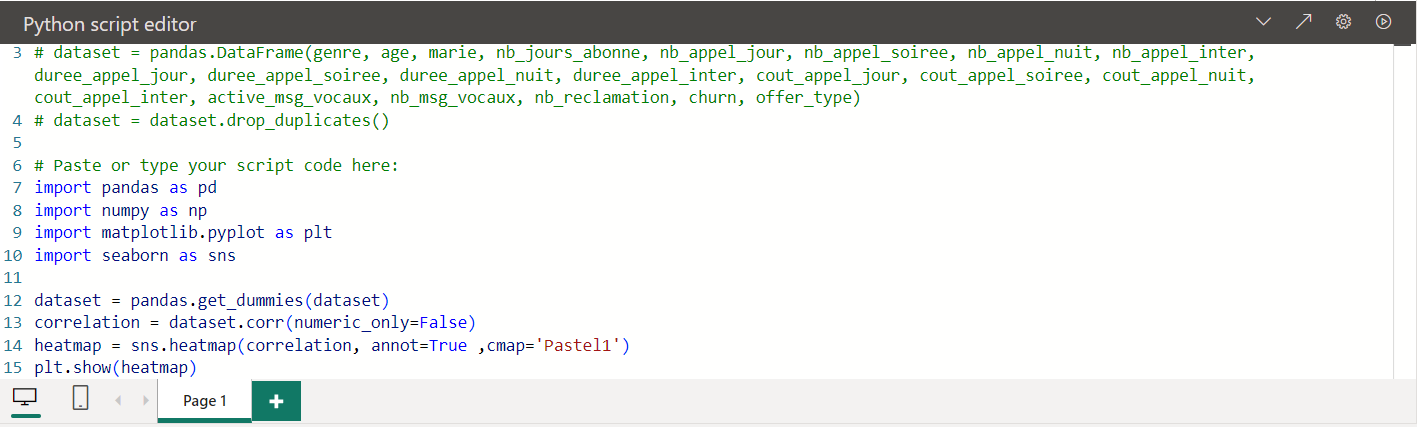 Python script editor
3 # dataset = pandas.DataFrame(genre, age, marie, nb_jours_abonne, nb_appel_jour, nb_appel_soiree, nb_appel_nuit, nb_appel_inter,
duree_appel_jour, duree_appel_soiree, duree_appel_nuit, duree_appel_inter, cout_appel_jour, cout_appel_soiree, cout_appel_nuit,
cout_appel_inter, active_msg_vocaux, nb_msg_vocaux, nb_reclamation, churn, offer_type)
4 # dataset = dataset.drop_duplicates()
5
6 # Paste or type your script code here:
7 import pandas as pd
8 import numpy as np
9 import matplotlib.pyplot as plt
10 import seaborn as sns
11
12 dataset = pandas.get_dummies(dataset)
13 correlation = dataset.corr(numeric_only=False)
14 heatmap = sns.heatmap(correlation, annot=True ,cmap='Pastel1')
15 plt.show(heatmap)
Page 1